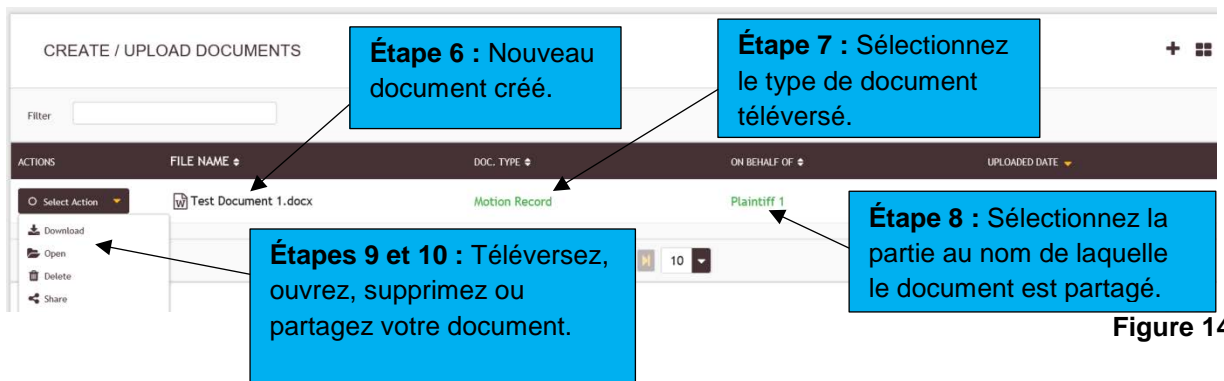 CREATE / UPLOAD DOCUMENTS
Étape 6 : Nouveau
document créé.
Étape 7 : Sélectionnez
le type de document
téléversé.
Filter
ACTIONS FILE NAME DOC. TYPE ON BEHALF OF UPLOADED DATE
Select Action Test Document 1.docx Motion Record Plaintiff 1
Download
Open
Delete
Share
Étapes 9 et 10 : Téléversez,
ouvrez, supprimez ou
partagez votre document.
10
Étape 8 : Sélectionnez la
partie au nom de laquelle
le document est partagé.
Figure 14